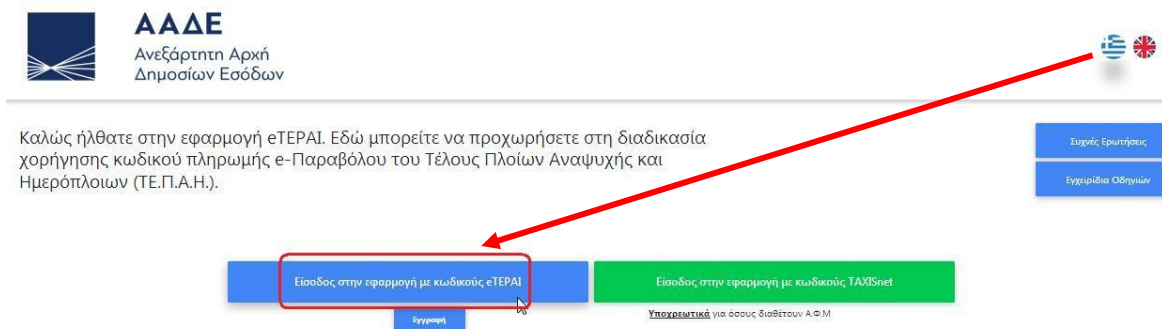 ΑΑΔΕ
Ανεξάρτητη Αρχή
Δημοσίων Εσόδων
Καλώς ήλθατε στην εφαρμογή eTEPAI. Εδώ μπορείτε να προχωρήσετε στη διαδικασία
χορήγησης κωδικού πληρωμής e-Παραβόλου του Τέλους Πλοίων Αναψυχής και
Ημερόπλοιων (ΤΕ.Π.Α.Η.).
Συχνές Ερωτήσεις
Εγχειρίδια Οδηγιών
Είσοδος στην εφαρμογή με κωδικούς eTEPAI
Είσοδος στην εφαρμογή με κωδικούς TAXISnet
Εγγραφή
Υποχρεωτικά για όσους διαθέτουν Α.Φ.Μ